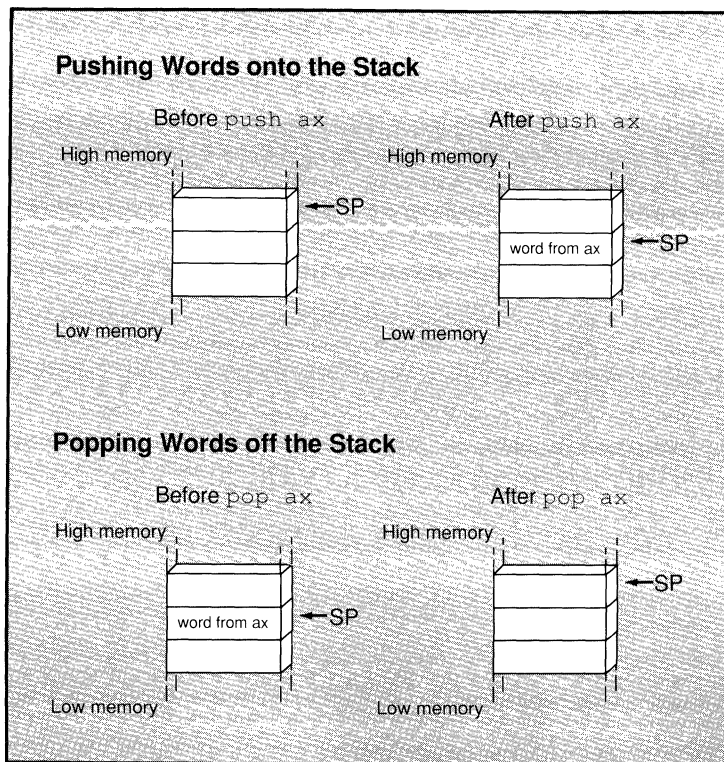 Pushing Words onto the Stack
Before push ax
After push ax
High memory
High memory
SP
word from ax
SP
Low memory
Low memory
Popping Words off the Stack
Before pop ax
After pop ax
High memory
High memory
SP
word from ax
SP
Low memory
Low memory